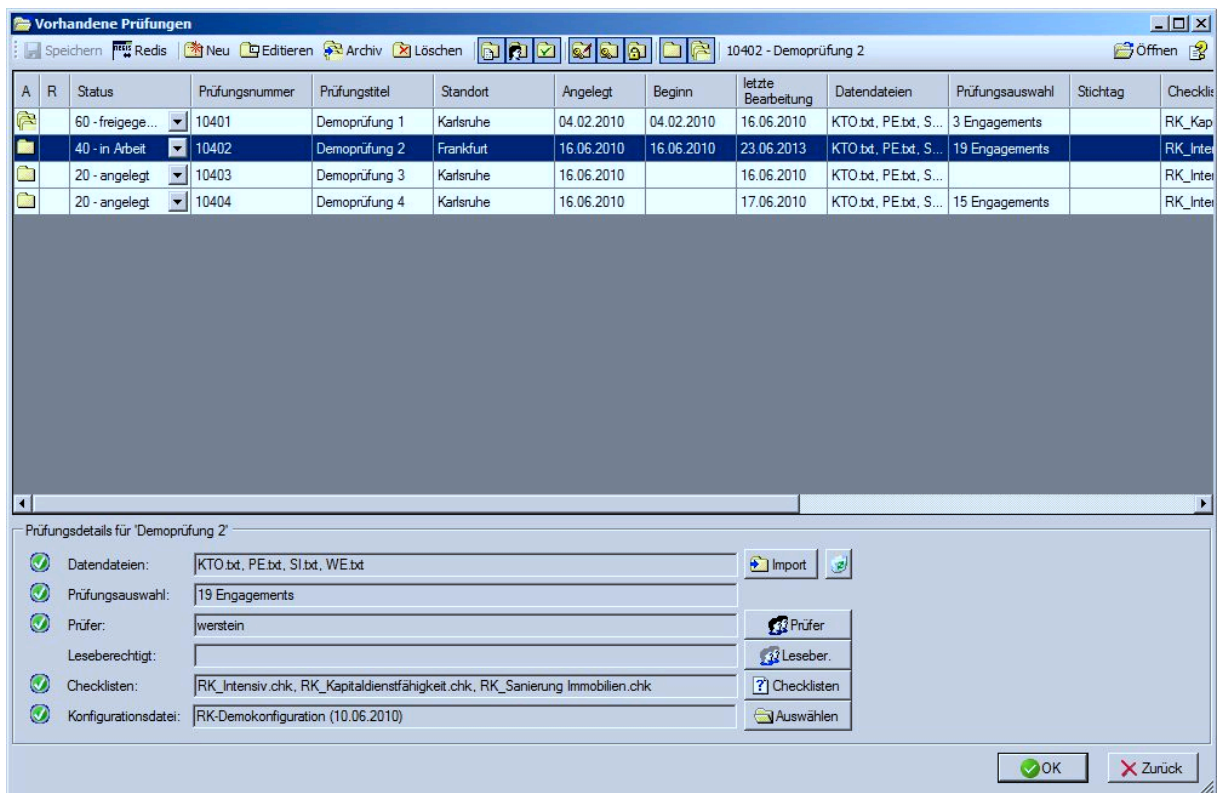 Vorhandene Prüfungen
Speichern Redis Neu Editieren Archiv Löschen 10402 - Demoprüfung 2 Öffnen
A R Status Prüfungsnummer Prüfungstitel Standort Angelegt Beginn letzte Bearbeitung Datendateien Prüfungsauswahl Stichtag Checklis
60 - freigege... 10401 Demoprüfung 1 Karlsruhe 04.02.2010 04.02.2010 16.06.2010 KTO.txt, PE.txt, S... 3 Engagements RK_Kap
40 - in Arbeit 10402 Demoprüfung 2 Frankfurt 16.06.2010 16.06.2010 23.06.2013 KTO.txt, PE.txt, S... 19 Engagements RK_Inter
20 - angelegt 10403 Demoprüfung 3 Karlsruhe 16.06.2010 16.06.2010 KTO.txt, PE.txt, S... RK_Inter
20 - angelegt 10404 Demoprüfung 4 Karlsruhe 16.06.2010 17.06.2010 KTO.txt, PE.txt, S... 15 Engagements RK_Inter
Prüfungsdetails für 'Demoprüfung 2'
Datendateien: KTO.txt, PE.txt, SI.txt, WE.txt Import
Prüfungsauswahl: 19 Engagements
Prüfer: werstein Prüfer
Leseberechtigt: Leseber.
Checklisten: RK_Intensiv.chk, RK_Kapitaldienstfähigkeit.chk, RK_Sanierung Immobilien.chk Checklisten
Konfigurationsdatei: RK-Demokonfiguration (10.06.2010) Auswählen
OK Zurück